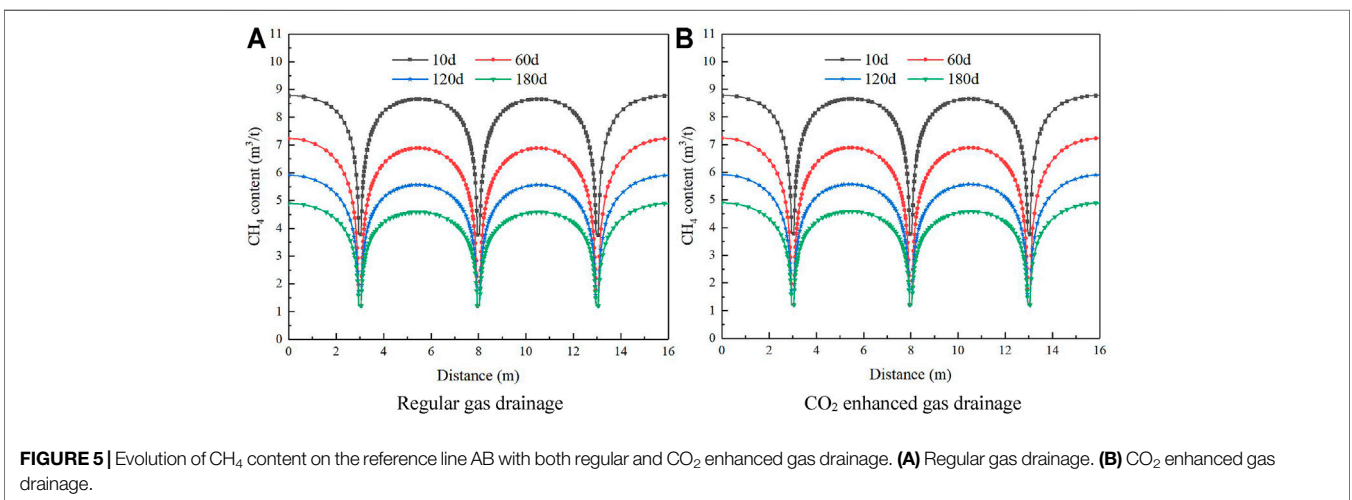 A
11
10
9
8
7
6
5
4
3
2
1
0
CH₄ content (m³/t)
10d 60d
120d 180d
0 2 4 6 8 10 12 14 16
Distance (m)
Regular gas drainage
B
11
10
9
8
7
6
5
4
3
2
1
0
CH₄ content (m³/t)
10d 60d
120d 180d
0 2 4 6 8 10 12 14 16
Distance (m)
CO₂ enhanced gas drainage
FIGURE 5 | Evolution of CH₄ content on the reference line AB with both regular and CO₂ enhanced gas drainage. (A) Regular gas drainage. (B) CO₂ enhanced gas
drainage.